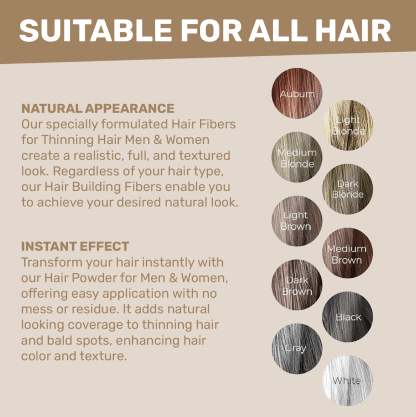 SUITABLE FOR ALL HAIR
NATURAL APPEARANCE
Our specially formulated Hair Fibers
for Thinning Hair Men & Women
create a realistic, full, and textured
look. Regardless of your hair type,
our Hair Building Fibers enable you
to achieve your desired natural look.
INSTANT EFFECT
Transform your hair instantly with
our Hair Powder for Men & Women,
offering easy application with no
mess or residue. It adds natural
looking coverage to thinning hair
and bald spots, enhancing hair
color and texture.
Auburn
Light
Blonde
Medium
Blonde
Dark
Blonde
Light
Brown
Medium
Brown
Dark
Brown
Black
Gray
White